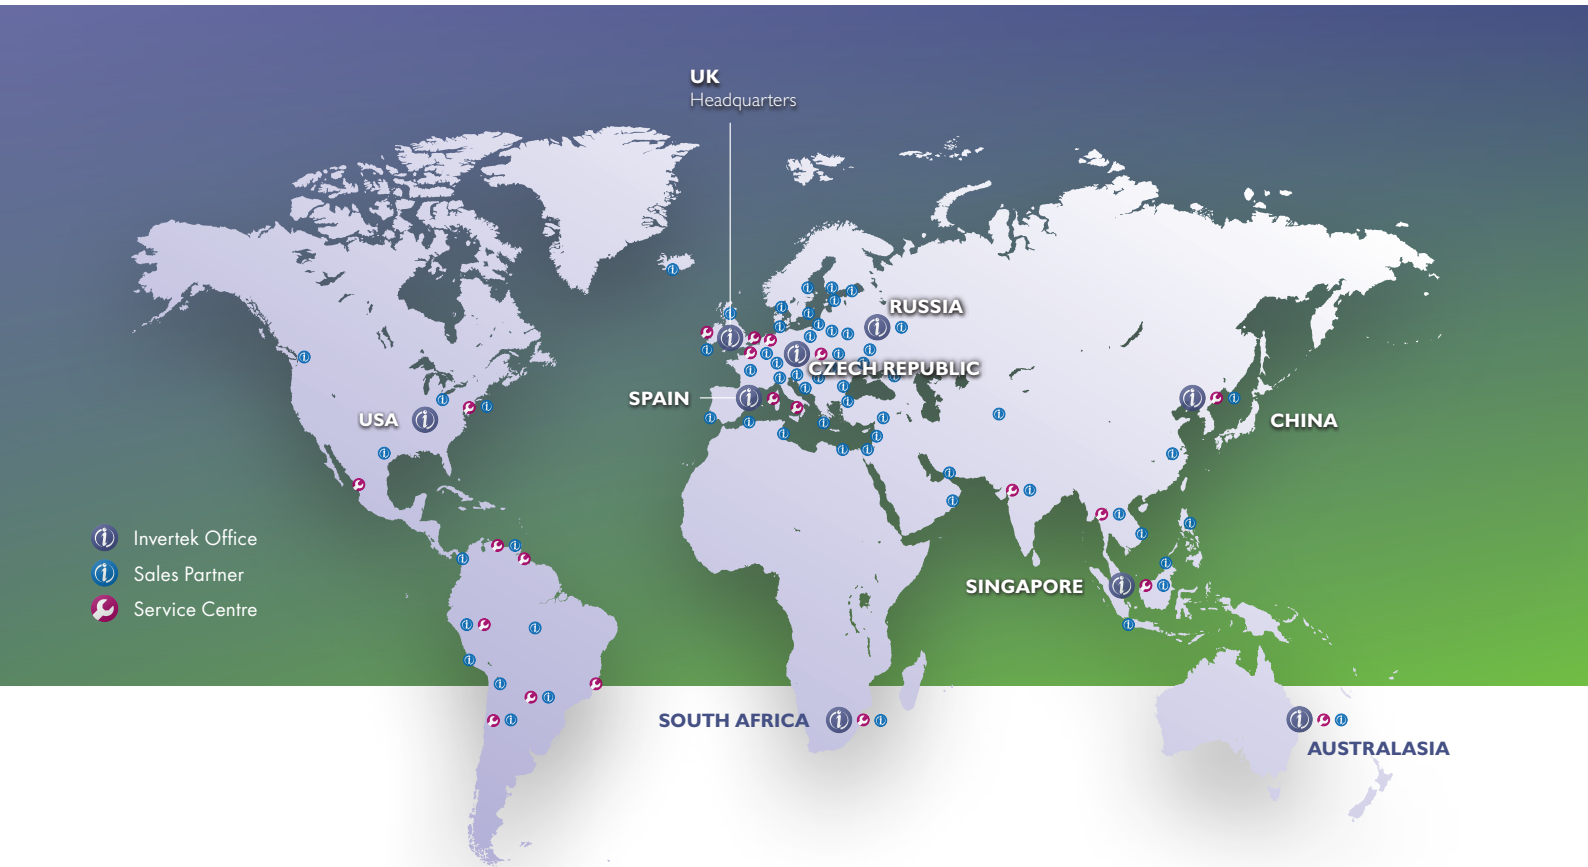 UK
Headquarters
RUSSIA
CZECH REPUBLIC
SPAIN
USA
CHINA
Invertek Office
Sales Partner
Service Centre
SINGAPORE
SOUTH AFRICA
AUSTRALASIA